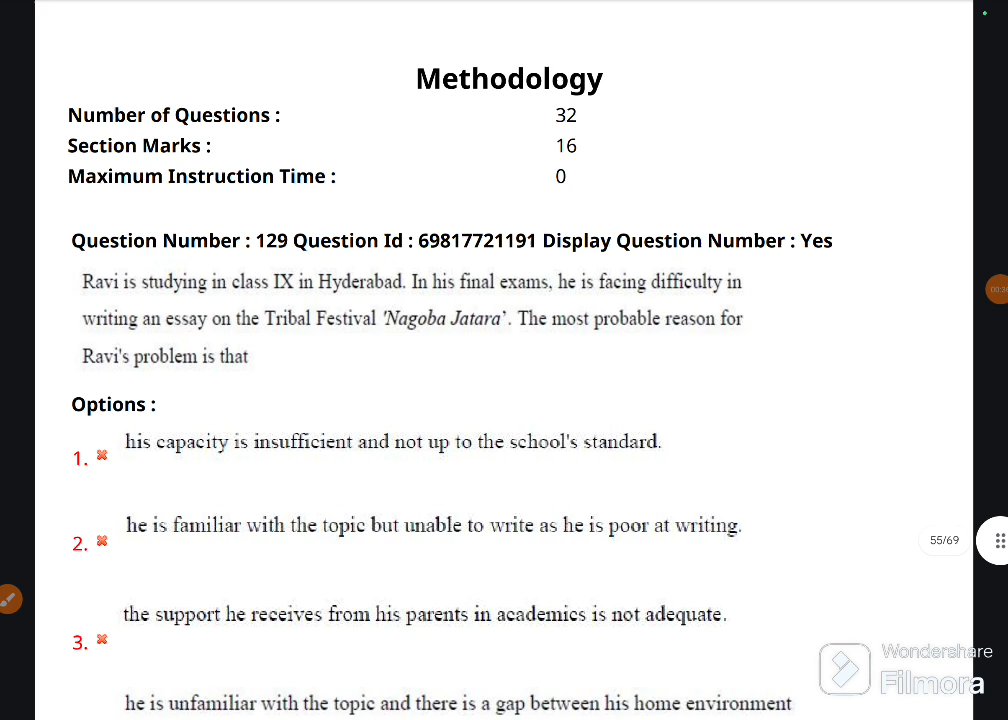 Methodology
Number of Questions : 32
Section Marks : 16
Maximum Instruction Time : 0
Question Number : 129 Question Id : 69817721191 Display Question Number : Yes
Ravi is studying in class IX in Hyderabad. In his final exams, he is facing difficulty in
writing an essay on the Tribal Festival 'Nagoba Jatara'. The most probable reason for
Ravi's problem is that
Options :
1. his capacity is insufficient and not up to the school's standard.
2. he is familiar with the topic but unable to write as he is poor at writing.
55/69
3. the support he receives from his parents in academics is not adequate.
Wondershare
Filmora
he is unfamiliar with the topic and there is a gap between his home environment